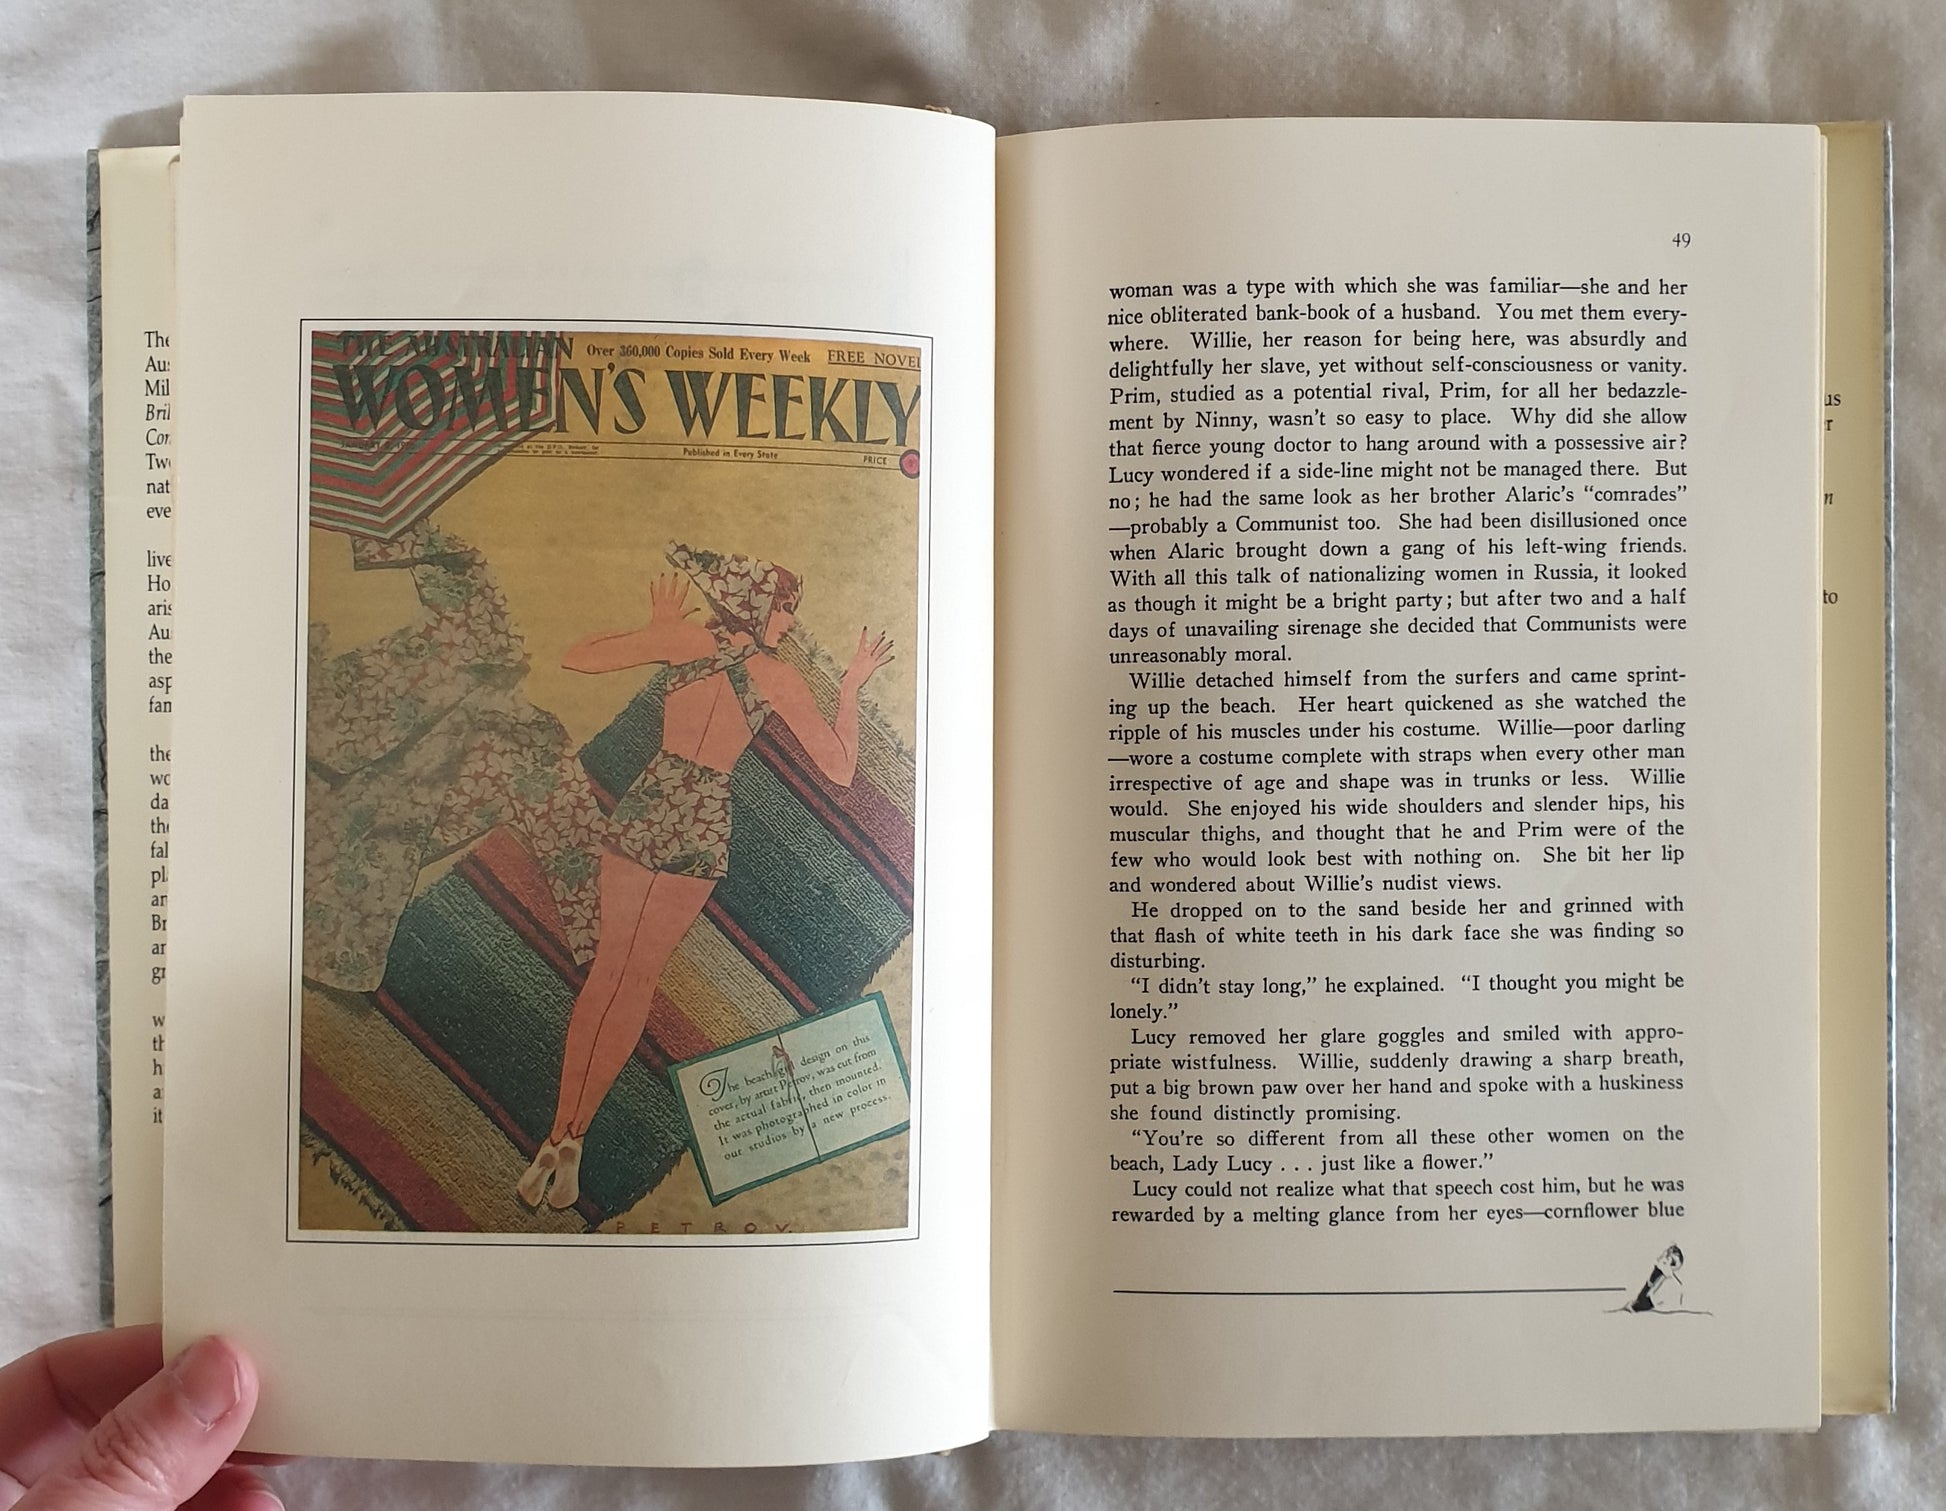 The
Mil
Bril
Two
nat
eve
live
Ho
the
the
THE AUSTRALIAN
Over 360,000 Copies Sold Every Week
FREE NOVEL
WOMEN'S WEEKLY
Published in Every State
PRICE
The beach girl design on this
cover, by artist Petrov, was cut from
the actual fabric, then mounted.
It was photographed in color in
our studios by a new process.
PETROV.
49
woman was a type with which she was familiar—she and her
nice obliterated bank-book of a husband. You met them every-
where. Willie, her reason for being here, was absurdly and
delightfully her slave, yet without self-consciousness or vanity.
Prim, studied as a potential rival, Prim, for all her bedazzle-
ment by Ninny, wasn't so easy to place. Why did she allow
that fierce young doctor to hang around with a possessive air?
Lucy wondered if a side-line might not be managed there. But
no; he had the same look as her brother Alaric's "comrades"
—probably a Communist too. She had been disillusioned once
when Alaric brought down a gang of his left-wing friends.
With all this talk of nationalizing women in Russia, it looked
as though it might be a bright party; but after two and a half
days of unavailing sirenage she decided that Communists were
unreasonably moral.
Willie detached himself from the surfers and came sprint-
ing up the beach. Her heart quickened as she watched the
ripple of his muscles under his costume. Willie—poor darling
—wore a costume complete with straps when every other man
irrespective of age and shape was in trunks or less. Willie
would. She enjoyed his wide shoulders and slender hips, his
muscular thighs, and thought that he and Prim were of the
few who would look best with nothing on. She bit her lip
and wondered about Willie's nudist views.
He dropped on to the sand beside her and grinned with
that flash of white teeth in his dark face she was finding so
disturbing.
"I didn't stay long," he explained. "I thought you might be
lonely."
Lucy removed her glare goggles and smiled with appro-
priate wistfulness. Willie, suddenly drawing a sharp breath,
put a big brown paw over her hand and spoke with a huskiness
she found distinctly promising.
"You're so different from all these other women on the
beach, Lady Lucy . . . just like a flower."
Lucy could not realize what that speech cost him, but he was
rewarded by a melting glance from her eyes—cornflower blue
to